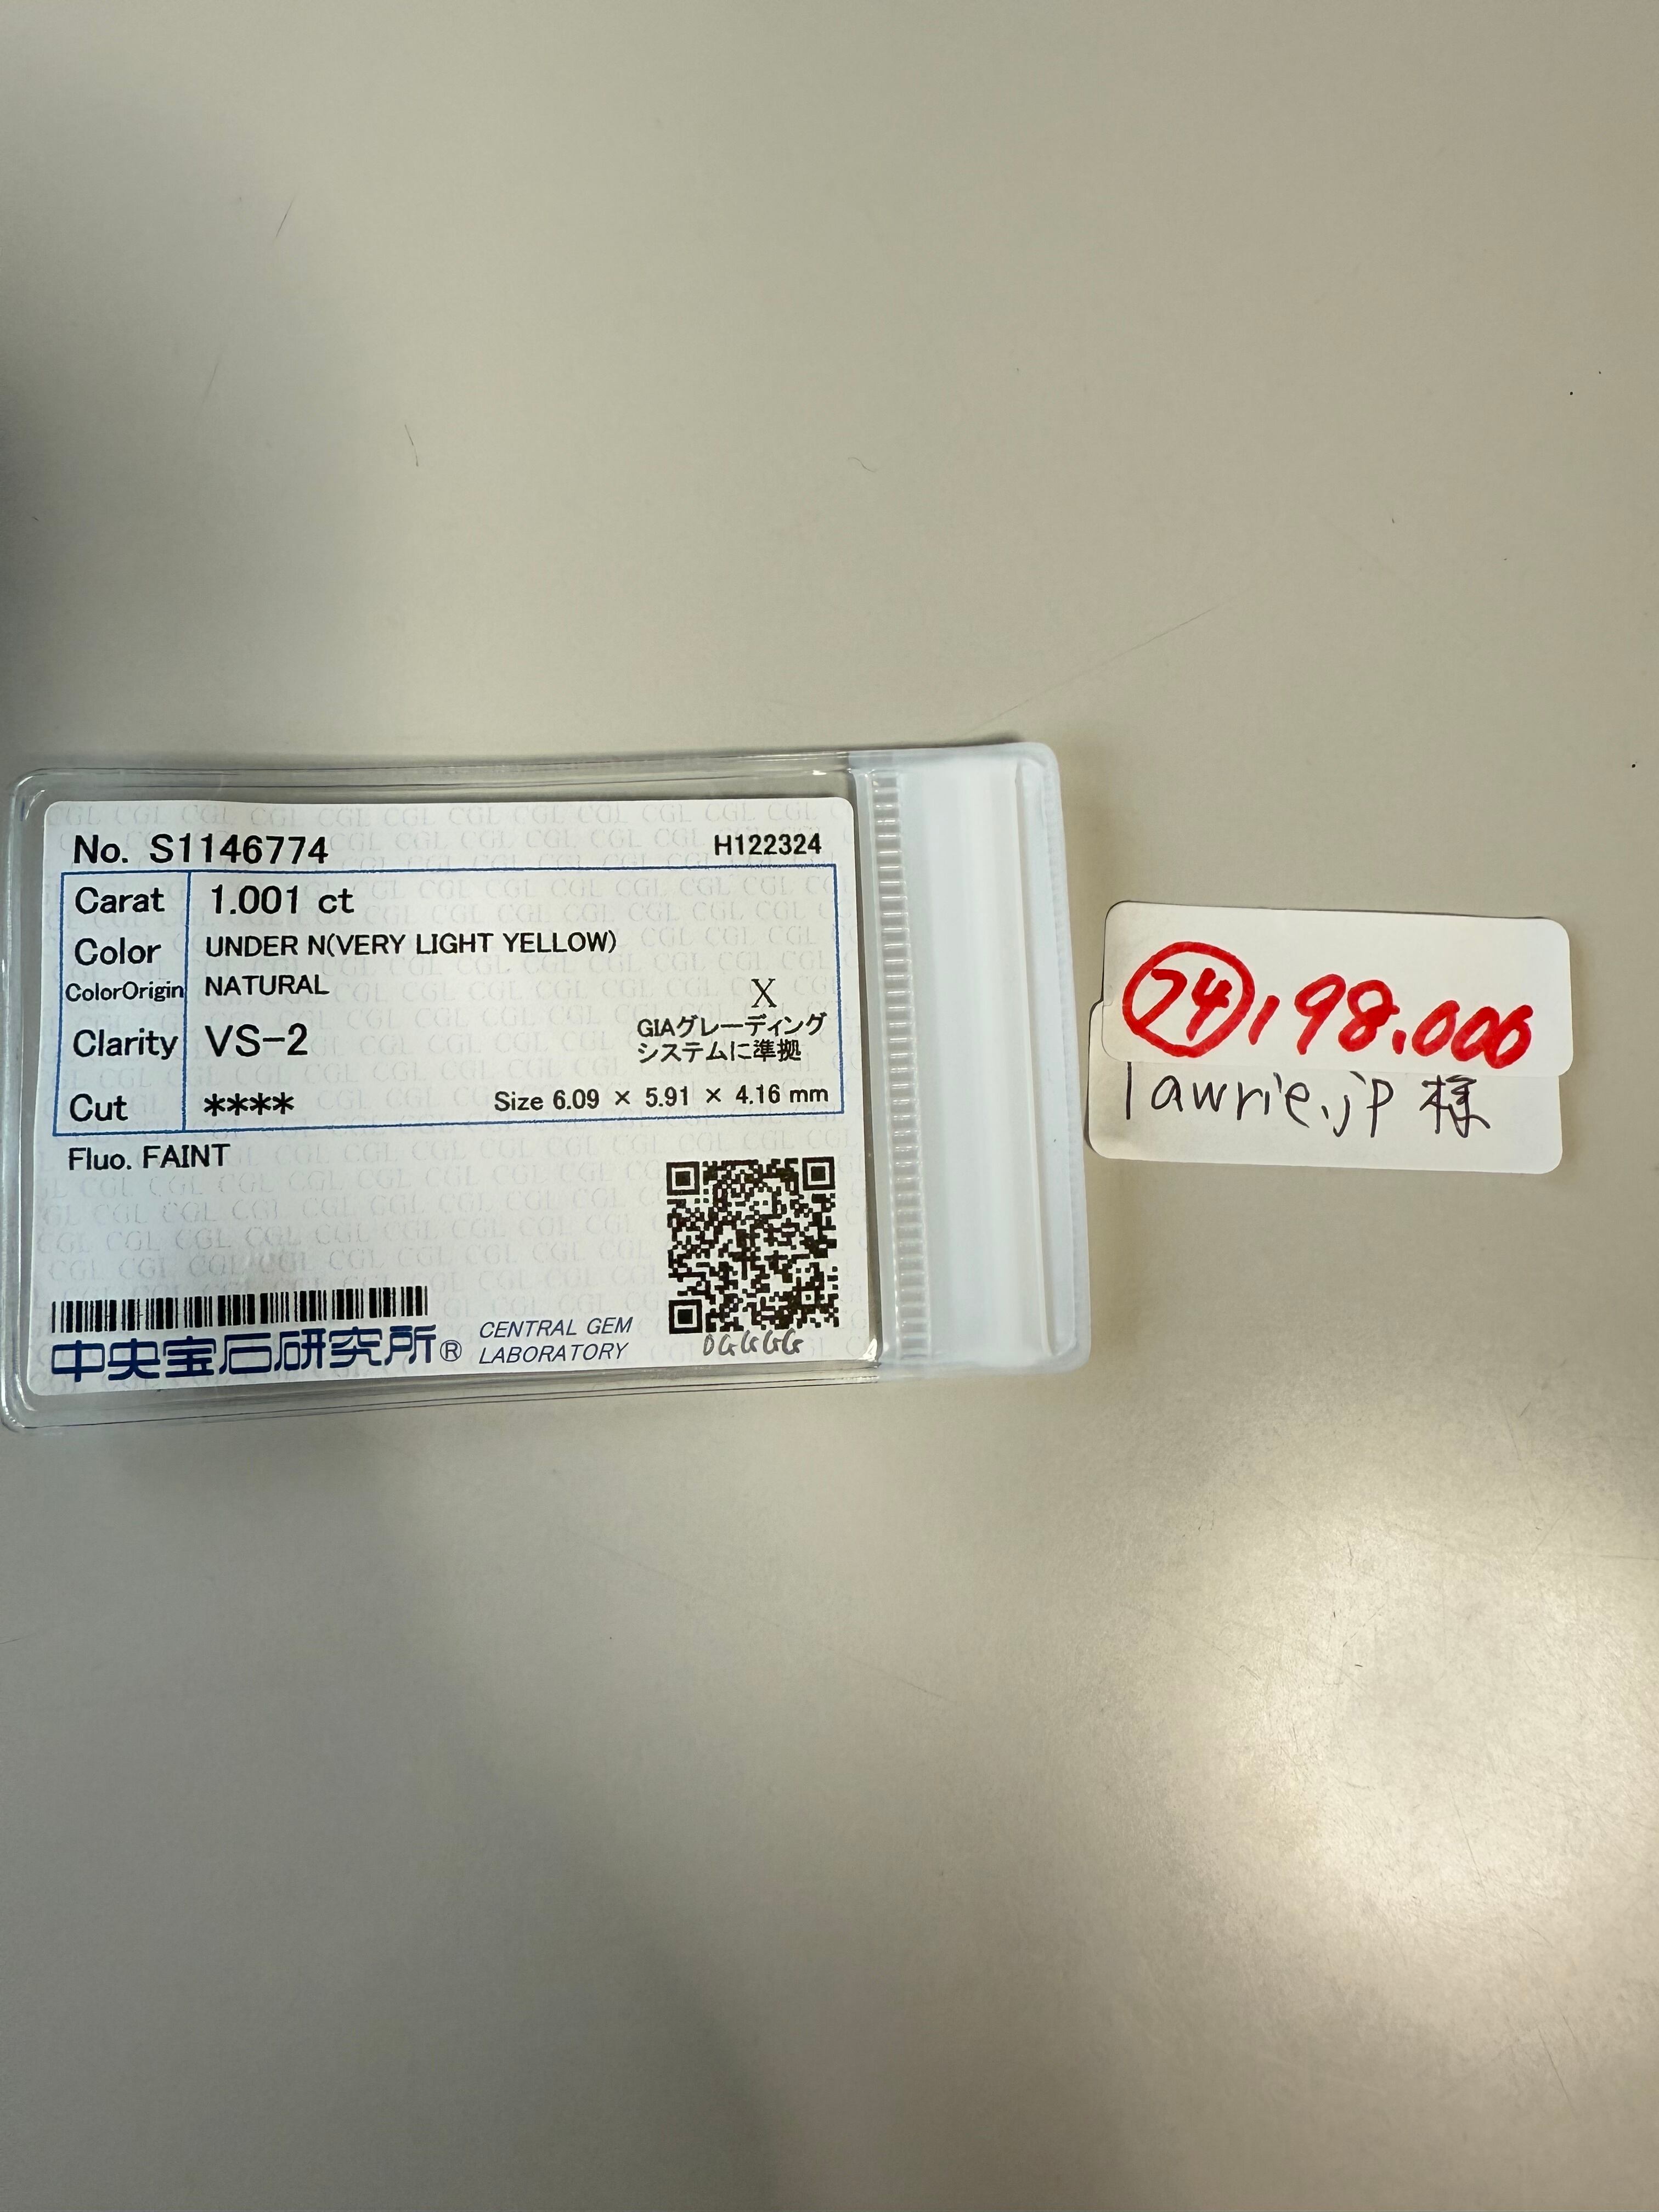 No. S1146774 H122324
Carat 1.001 ct
Color UNDER N(VERY LIGHT YELLOW)
ColorOrigin NATURAL
X
GIAグレーディング
システムに準拠
Clarity VS-2
Cut **** Size 6.09 × 5.91 × 4.16 mm
Fluo. FAINT
中央宝石研究所® CENTRAL GEM
LABORATORY
74 198.000
lawrie.jp 様